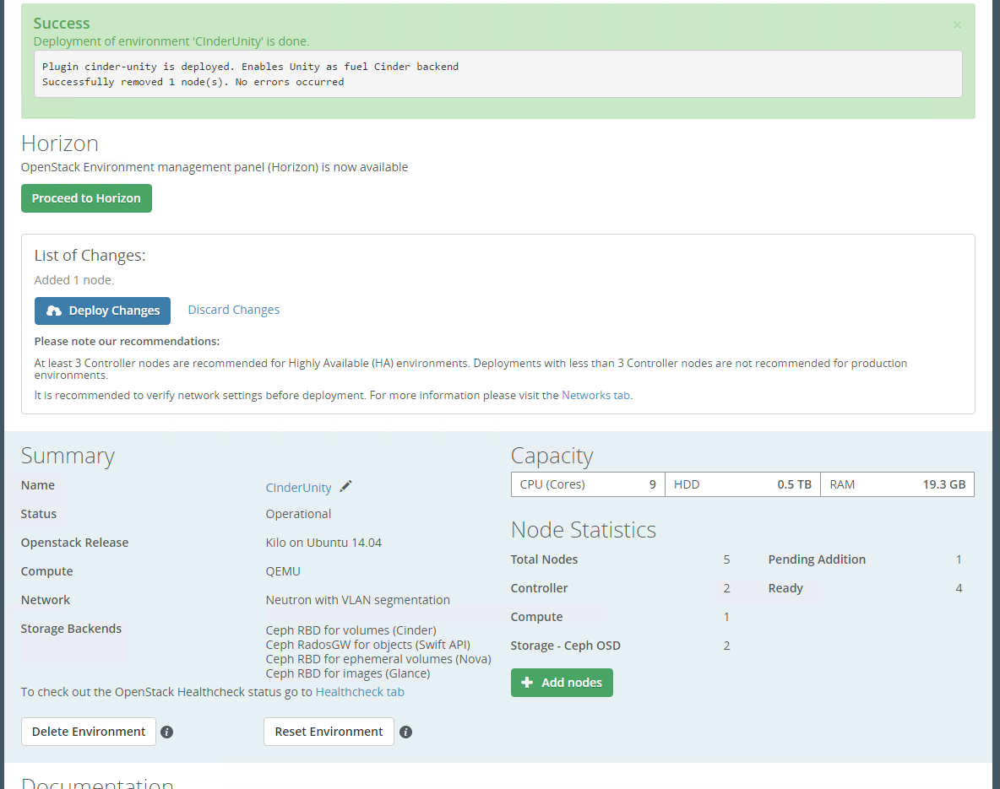 Success
×
Deployment of environment 'CInderUnity' is done.
Plugin cinder-unity is deployed. Enables Unity as fuel Cinder backend
Successfully removed 1 node(s). No errors occurred
Horizon
OpenStack Environment management panel (Horizon) is now available
Proceed to Horizon
List of Changes:
Added 1 node.
Deploy Changes
Discard Changes
Please note our recommendations:
At least 3 Controller nodes are recommended for Highly Available (HA) environments. Deployments with less than 3 Controller nodes are not recommended for production
environments.
It is recommended to verify network settings before deployment. For more information please visit the Networks tab.
Summary
Name CInderUnity
Status Operational
Openstack Release Kilo on Ubuntu 14.04
Compute QEMU
Network Neutron with VLAN segmentation
Storage Backends Ceph RBD for volumes (Cinder)
Ceph RadosGW for objects (Swift API)
Ceph RBD for ephemeral volumes (Nova)
Ceph RBD for images (Glance)
To check out the OpenStack Healthcheck status go to Healthcheck tab
Delete Environment
Reset Environment
Capacity
CPU (Cores) 9 HDD 0.5 TB RAM 19.3 GB
Node Statistics
Total Nodes 5 Pending Addition 1
Controller 2 Ready 4
Compute 1
Storage - Ceph OSD 2
Add nodes
Documentation